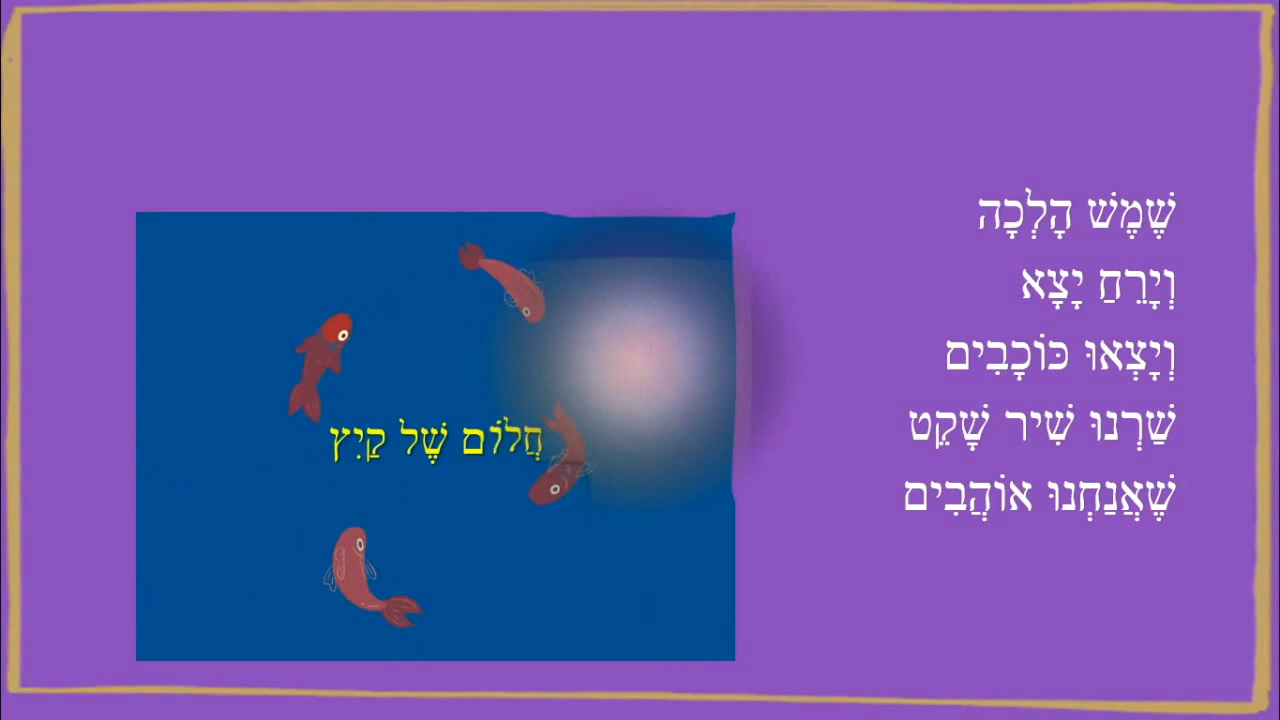 שֶׁמֶשׁ הָלְכָה
וְיָרֵחַ יָצָא
וְיָצְאוּ כּוֹכָבִים
שַׁרְנוּ שִׁיר שָׁקֵט
שֶׁאֲנַחְנוּ אוֹהֲבִים
חֲלוֹם שֶׁל קַיִץ